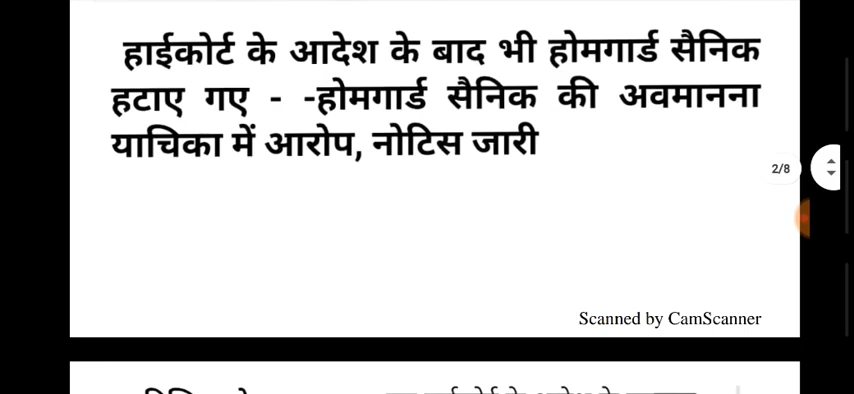 हाईकोर्ट के आदेश के बाद भी होमगार्ड सैनिक
हटाए गए - -होमगार्ड सैनिक की अवमानना
याचिका में आरोप, नोटिस जारी
2/8
Scanned by CamScanner